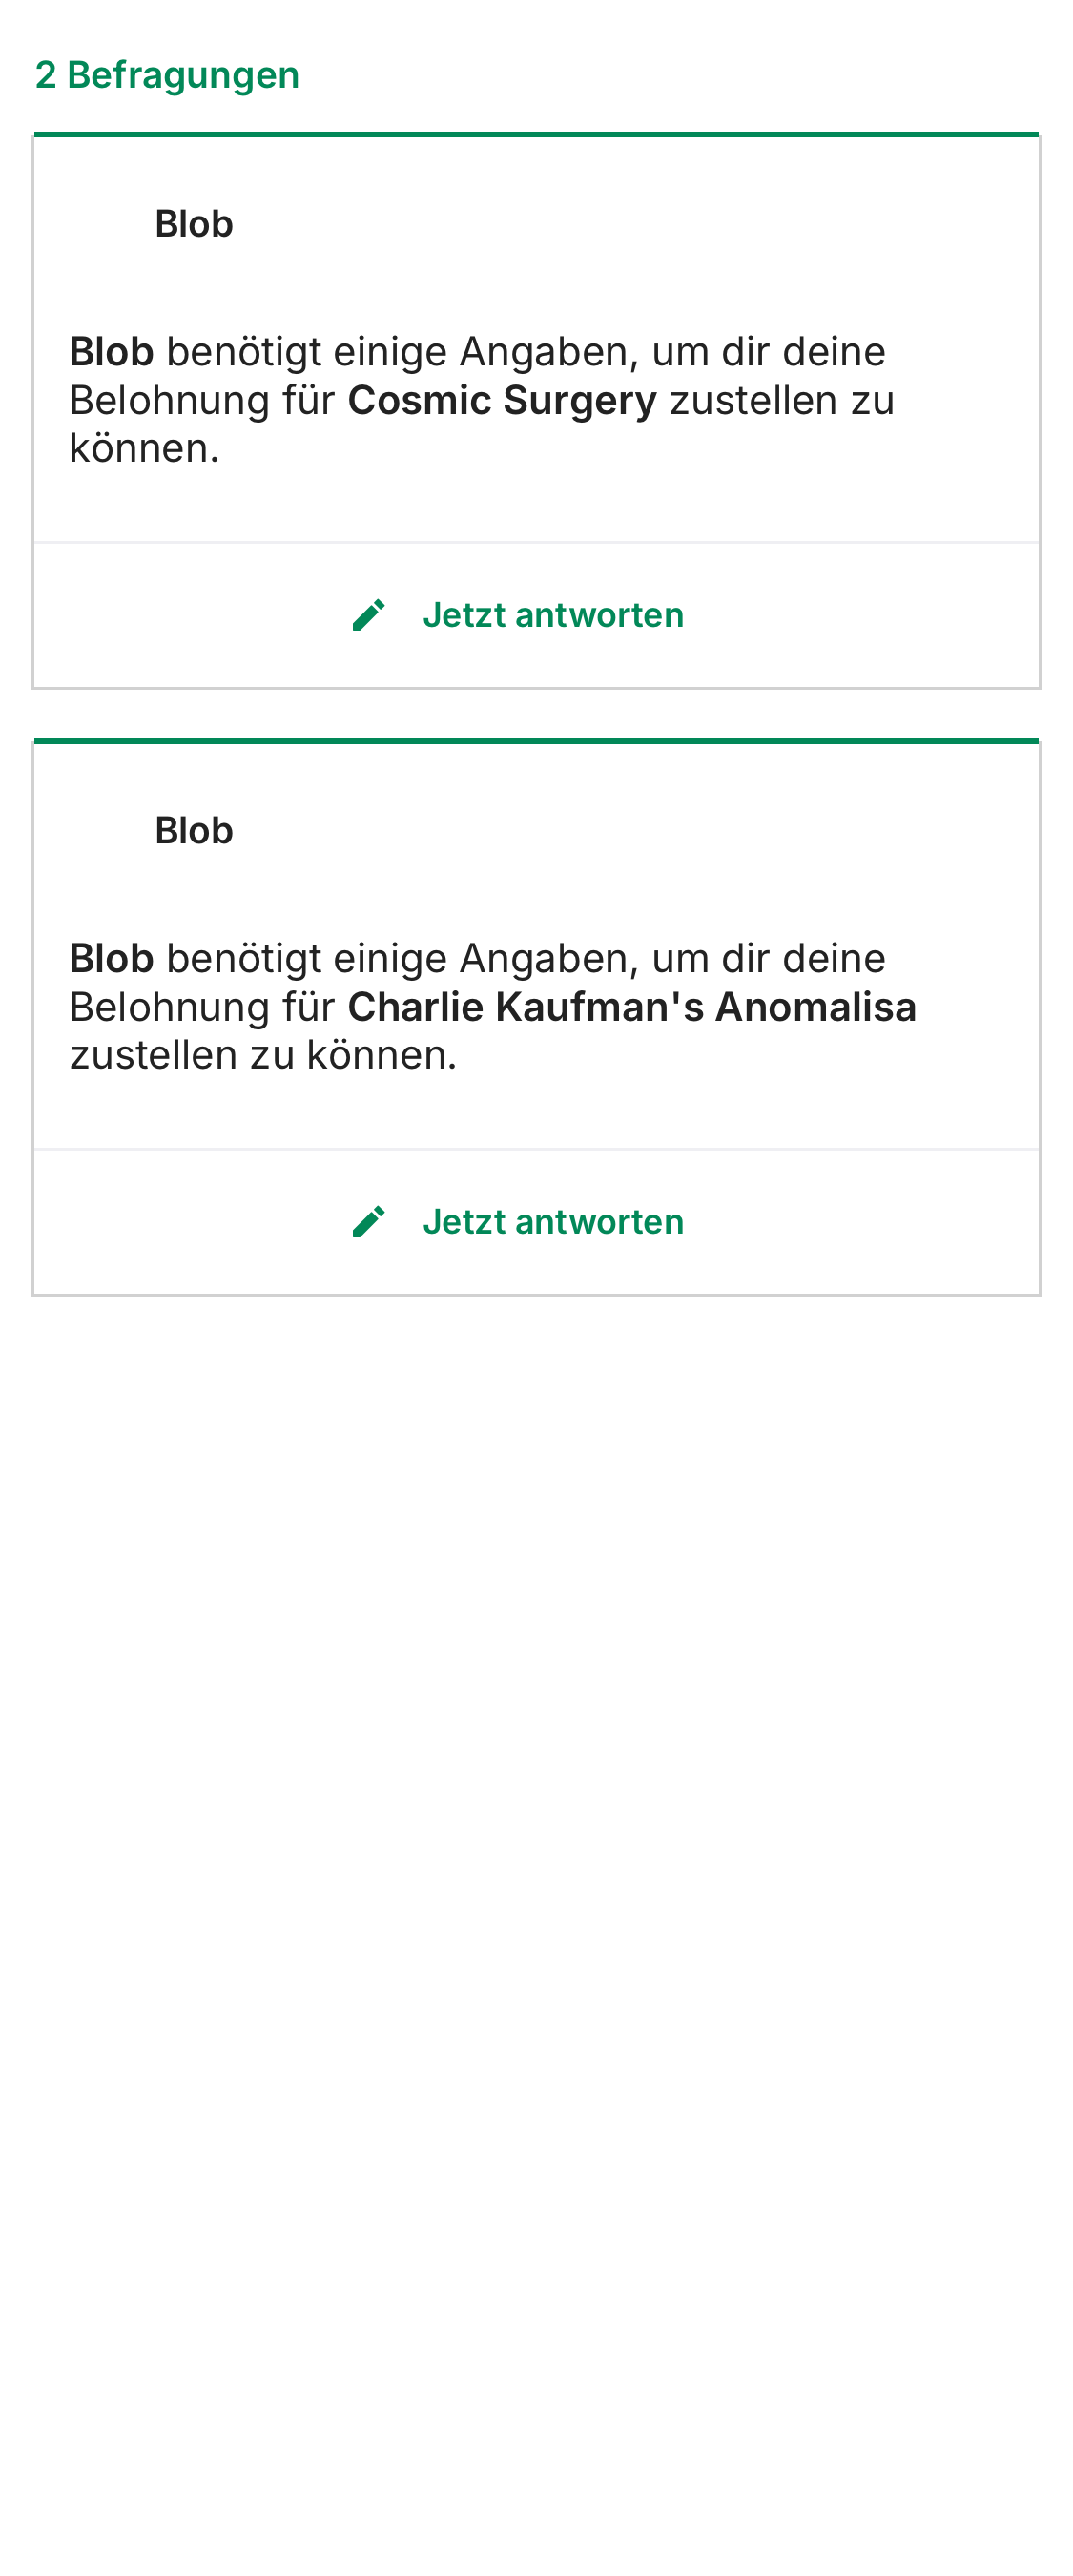 2 Befragungen
Blob
Blob benötigt einige Angaben, um dir deine
Belohnung für Cosmic Surgery zustellen zu
können.
Jetzt antworten
Blob
Blob benötigt einige Angaben, um dir deine
Belohnung für Charlie Kaufman's Anomalisa
zustellen zu können.
Jetzt antworten